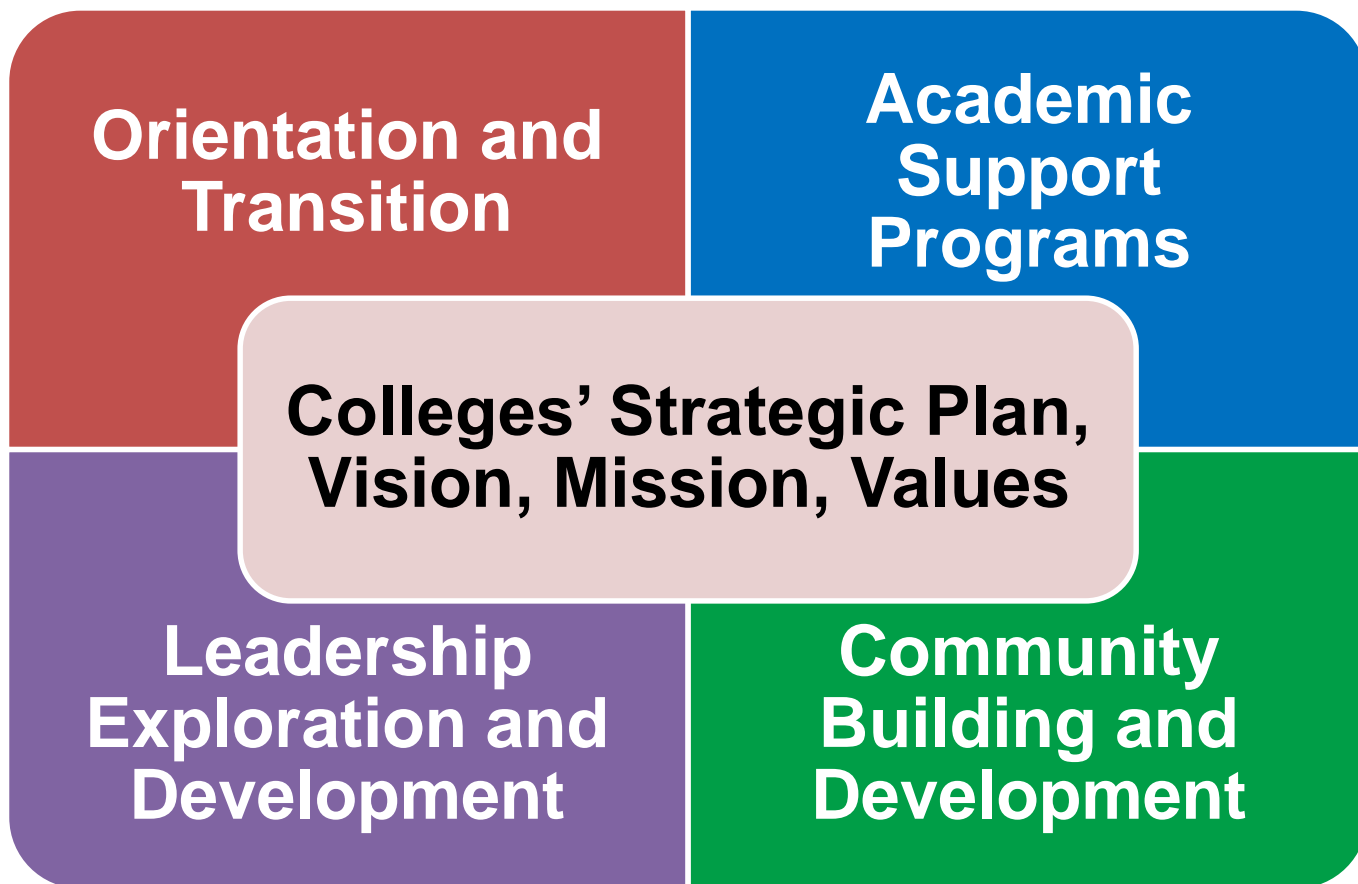 Orientation and
Transition
Academic
Support
Programs
Colleges’ Strategic Plan,
Vision, Mission, Values
Leadership
Exploration and
Development
Community
Building and
Development